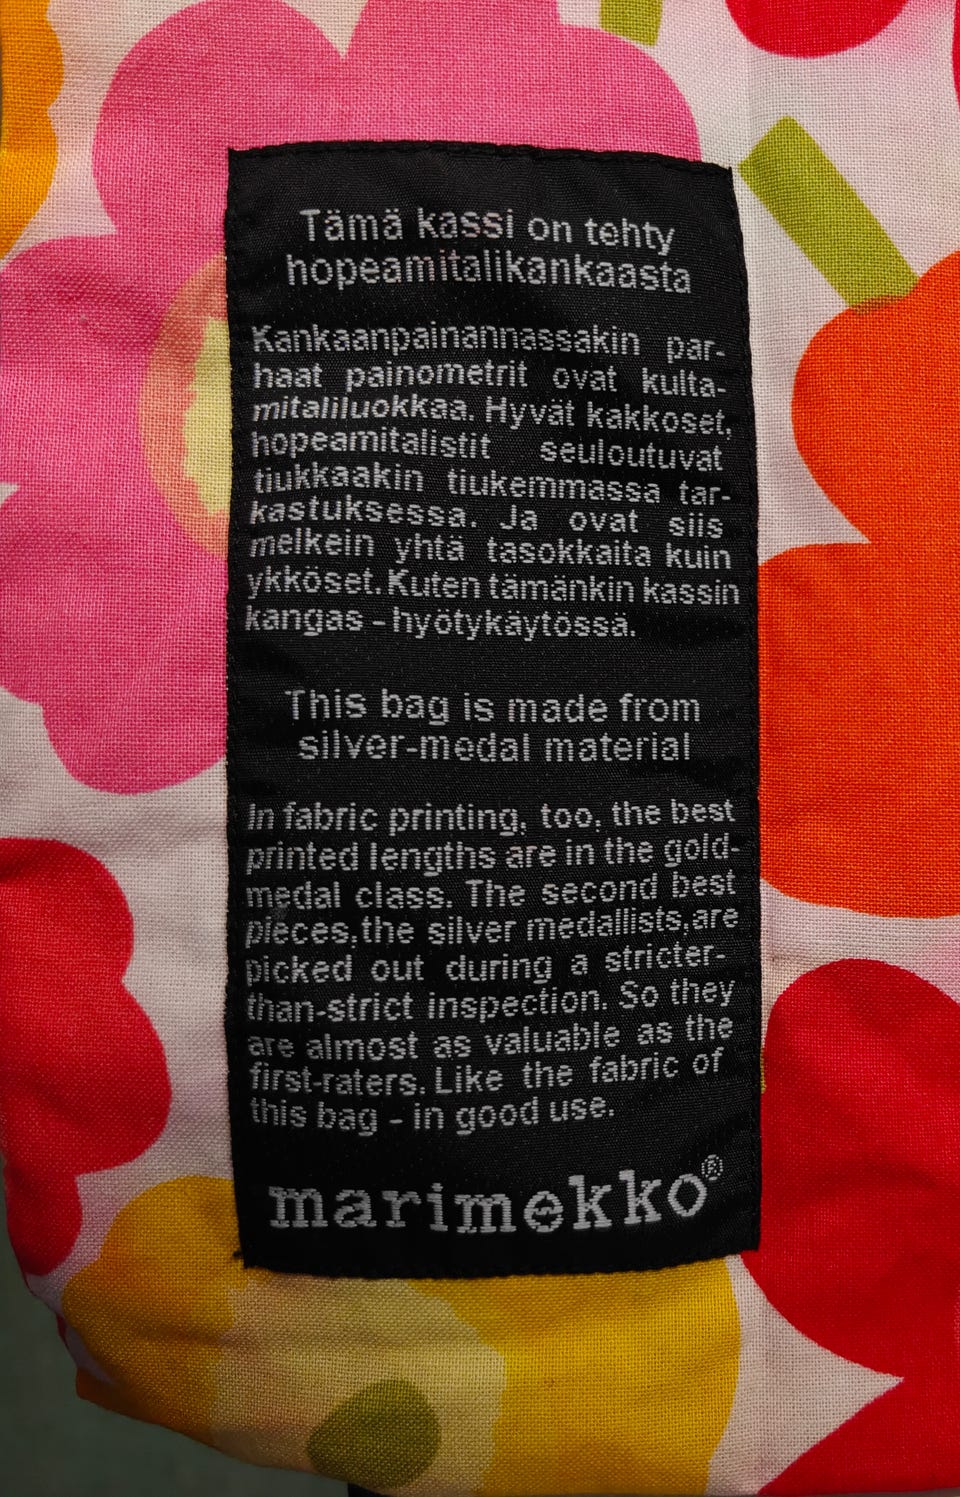 Tämä kassi on tehty
hopeamitalikankaasta
Kankaanpainannassakin par-
haat painometrit ovat kulta-
mitaliluokkaa. Hyvät kakkoset,
hopeamitalistit seuloutuvat
tiukkaakin tiukemmassa tar-
kastuksessa. Ja ovat siis
melkein yhtä tasokkaita kuin
ykköset. Kuten tämänkin kassin
kangas - hyötykäytössä.
This bag is made from
silver-medal material
In fabric printing, too, the best
printed lengths are in the gold-
medal class. The second best
pieces, the silver medallists, are
picked out during a stricter-
than-strict inspection. So they
are almost as valuable as the
first-raters. Like the fabric of
this bag - in good use.
marimekko®